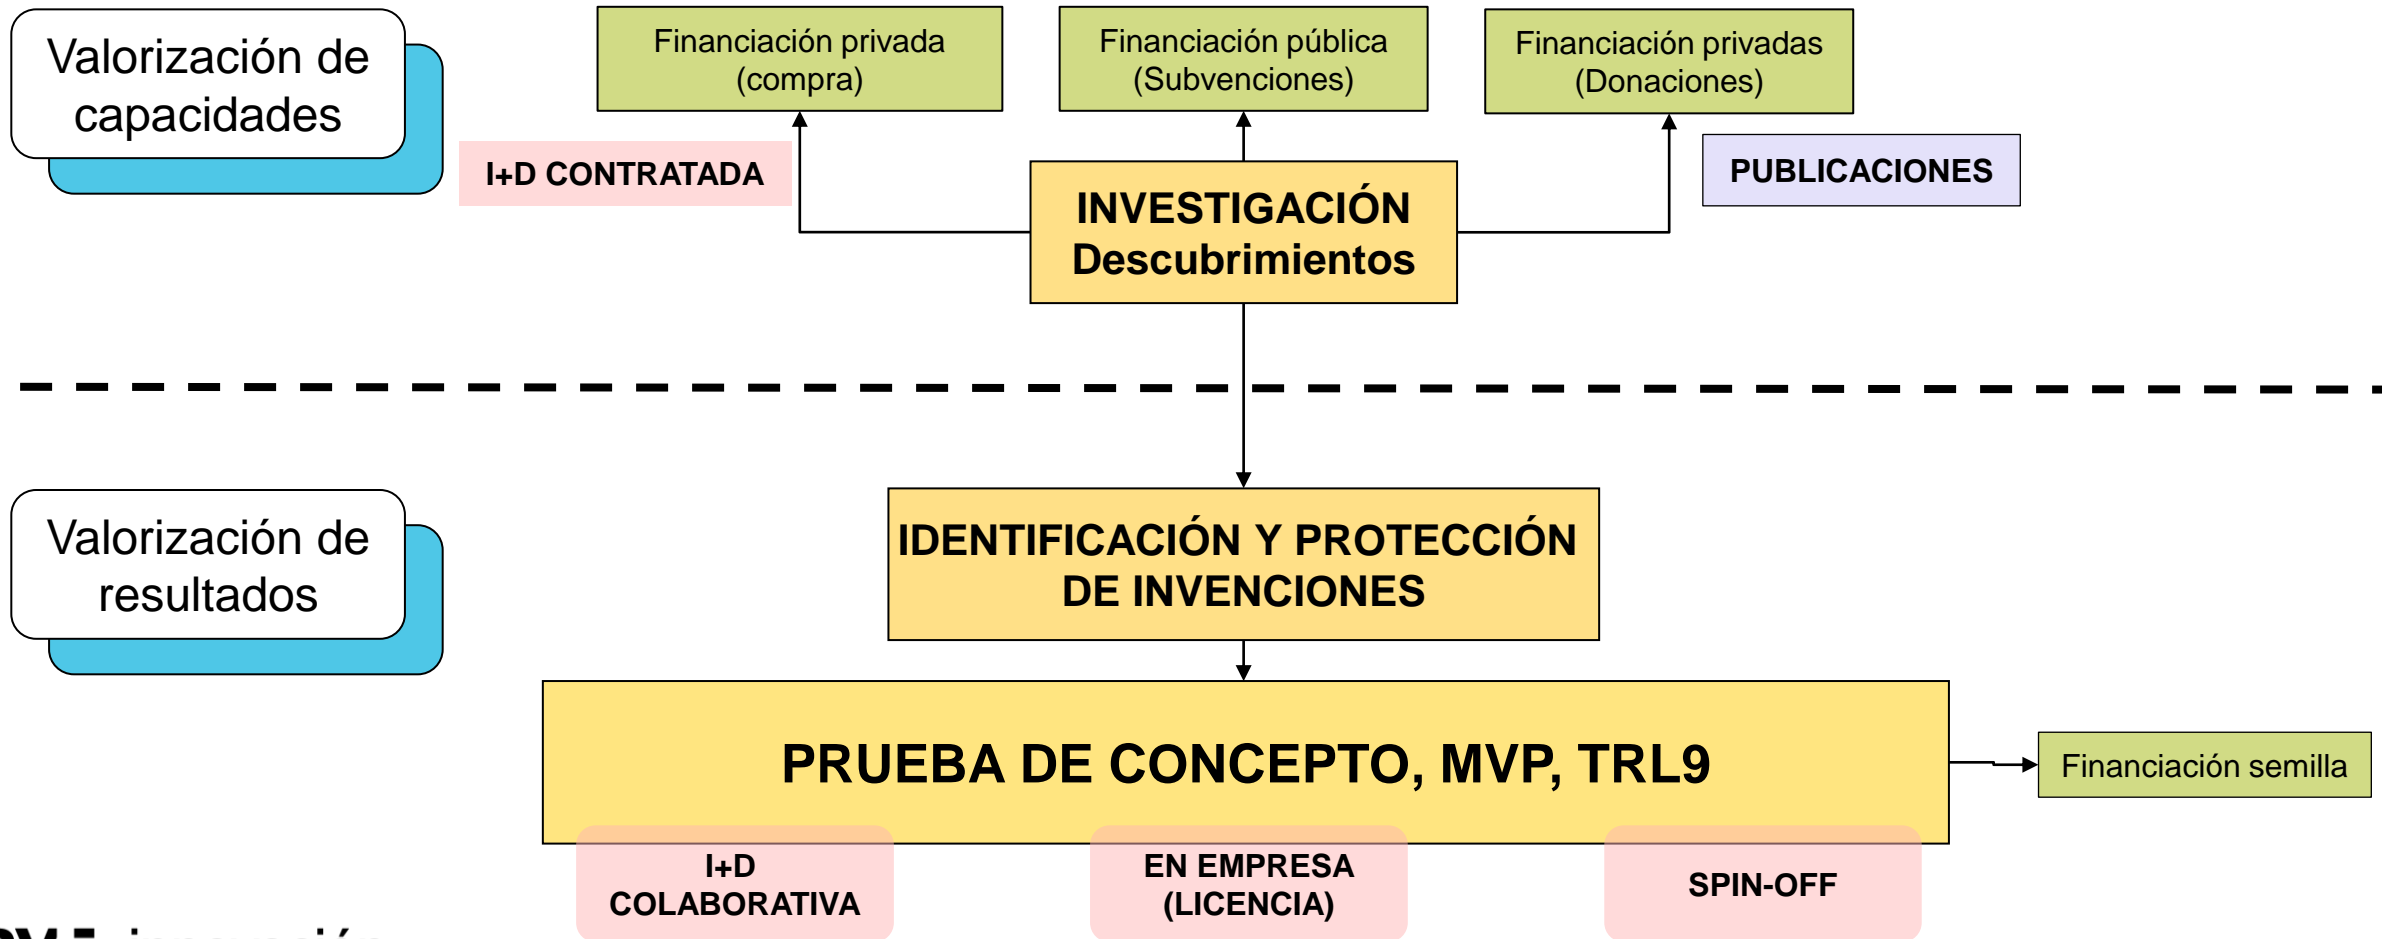 Valorización de
capacidades
Financiación privada
(compra)
Financiación pública
(Subvenciones)
Financiación privadas
(Donaciones)
I+D CONTRATADA
PUBLICACIONES
INVESTIGACIÓN
Descubrimientos
Valorización de
resultados
IDENTIFICACIÓN Y PROTECCIÓN
DE INVENCIONES
PRUEBA DE CONCEPTO, MVP, TRL9
Financiación semilla
I+D
COLABORATIVA
EN EMPRESA
(LICENCIA)
SPIN-OFF